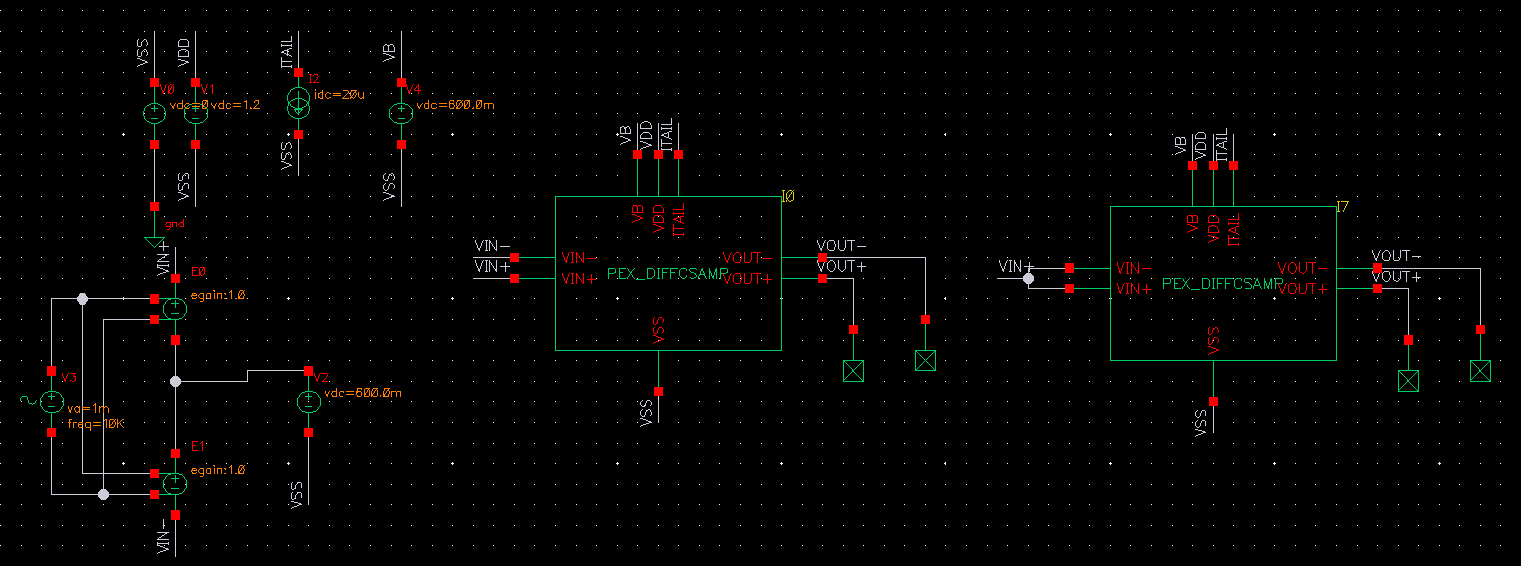 VSS
VDD
ITAIL
VB
V0
vdc=0
V1
vdc=1.2
I2
idc=20u
V4
vdc=600.0m
VSS
VSS
VSS
gnd
VIN+
E0
egain:1.0
V3
va=1m
freq=10K
V2
vdc=600.0m
E1
egain:1.0
VSS
VIN-
VB
VDD
ITAIL
I0
VB
VDD
ITAIL
VIN-
VIN-
VOUT-
VOUT-
VIN+
VIN+
PEX_DIFFCSAMP
VOUT+
VOUT+
VSS
VSS
VB
VDD
ITAIL
I7
VB
VDD
ITAIL
VIN+
VIN-
VOUT-
VOUT-
VIN+
PEX_DIFFCSAMP
VOUT+
VOUT+
VSS
VSS